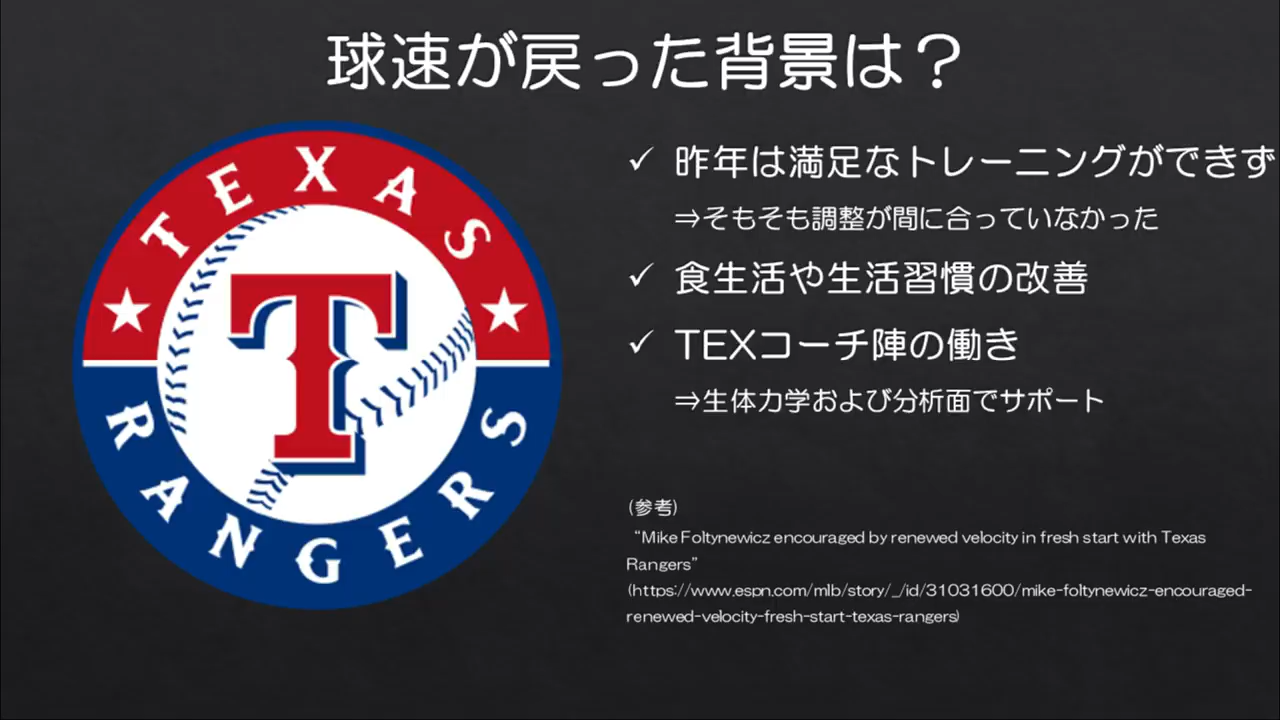 球速が戻った背景は？
TEXAS
T
RANGERS
✓ 昨年は満足なトレーニングができず
⇒そもそも調整が間に合っていなかった
✓ 食生活や生活習慣の改善
✓ TEXコーチ陣の働き
⇒生体力学および分析面でサポート
(参考)
“Mike Foltynewicz encouraged by renewed velocity in fresh start with Texas
Rangers”
(https://www.espn.com/mlb/story/_/id/31031600/mike-foltynewicz-encouraged-
renewed-velocity-fresh-start-texas-rangers)